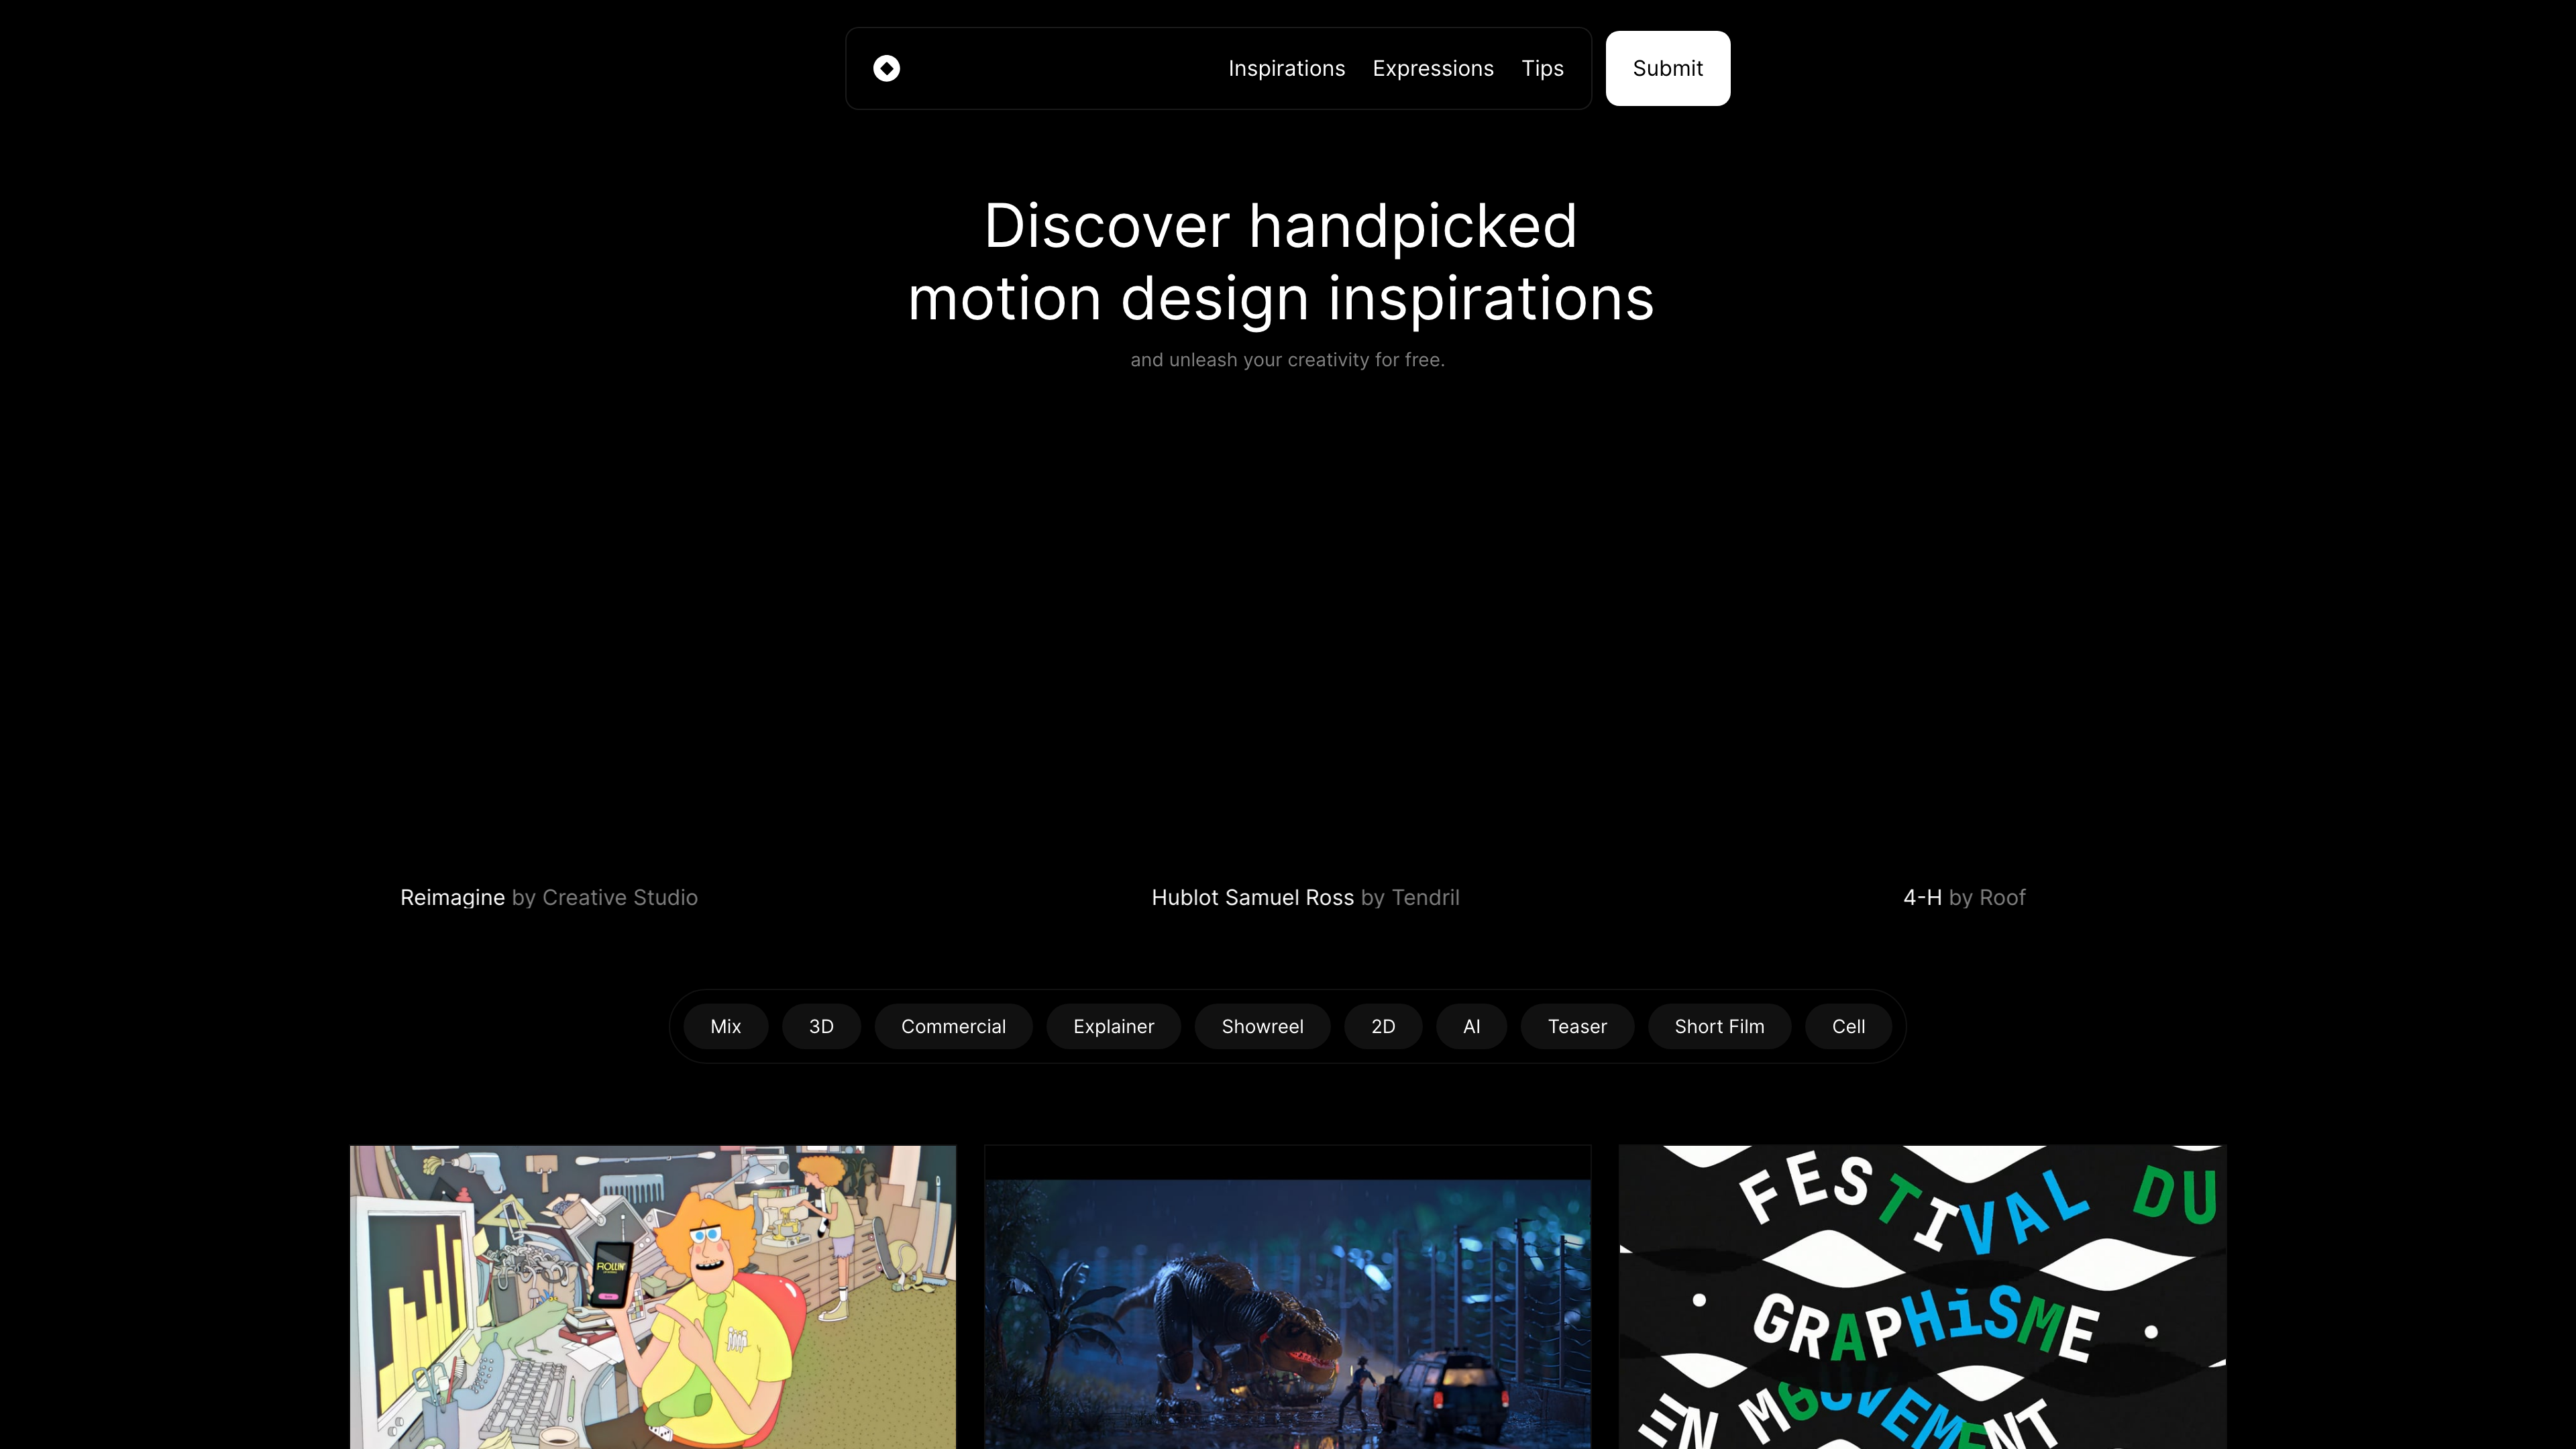 Inspirations
Expressions
Tips
Submit
Discover handpicked
motion design inspirations
and unleash your creativity for free.
Reimagine by Creative Studio
Hublot Samuel Ross by Tendril
4-H by Roof
Mix
3D
Commercial
Explainer
Showreel
2D
AI
Teaser
Short Film
Cell
ROLLIN'
FESTIVAL DU
GRAPHiSME
EN MOUVEMENT